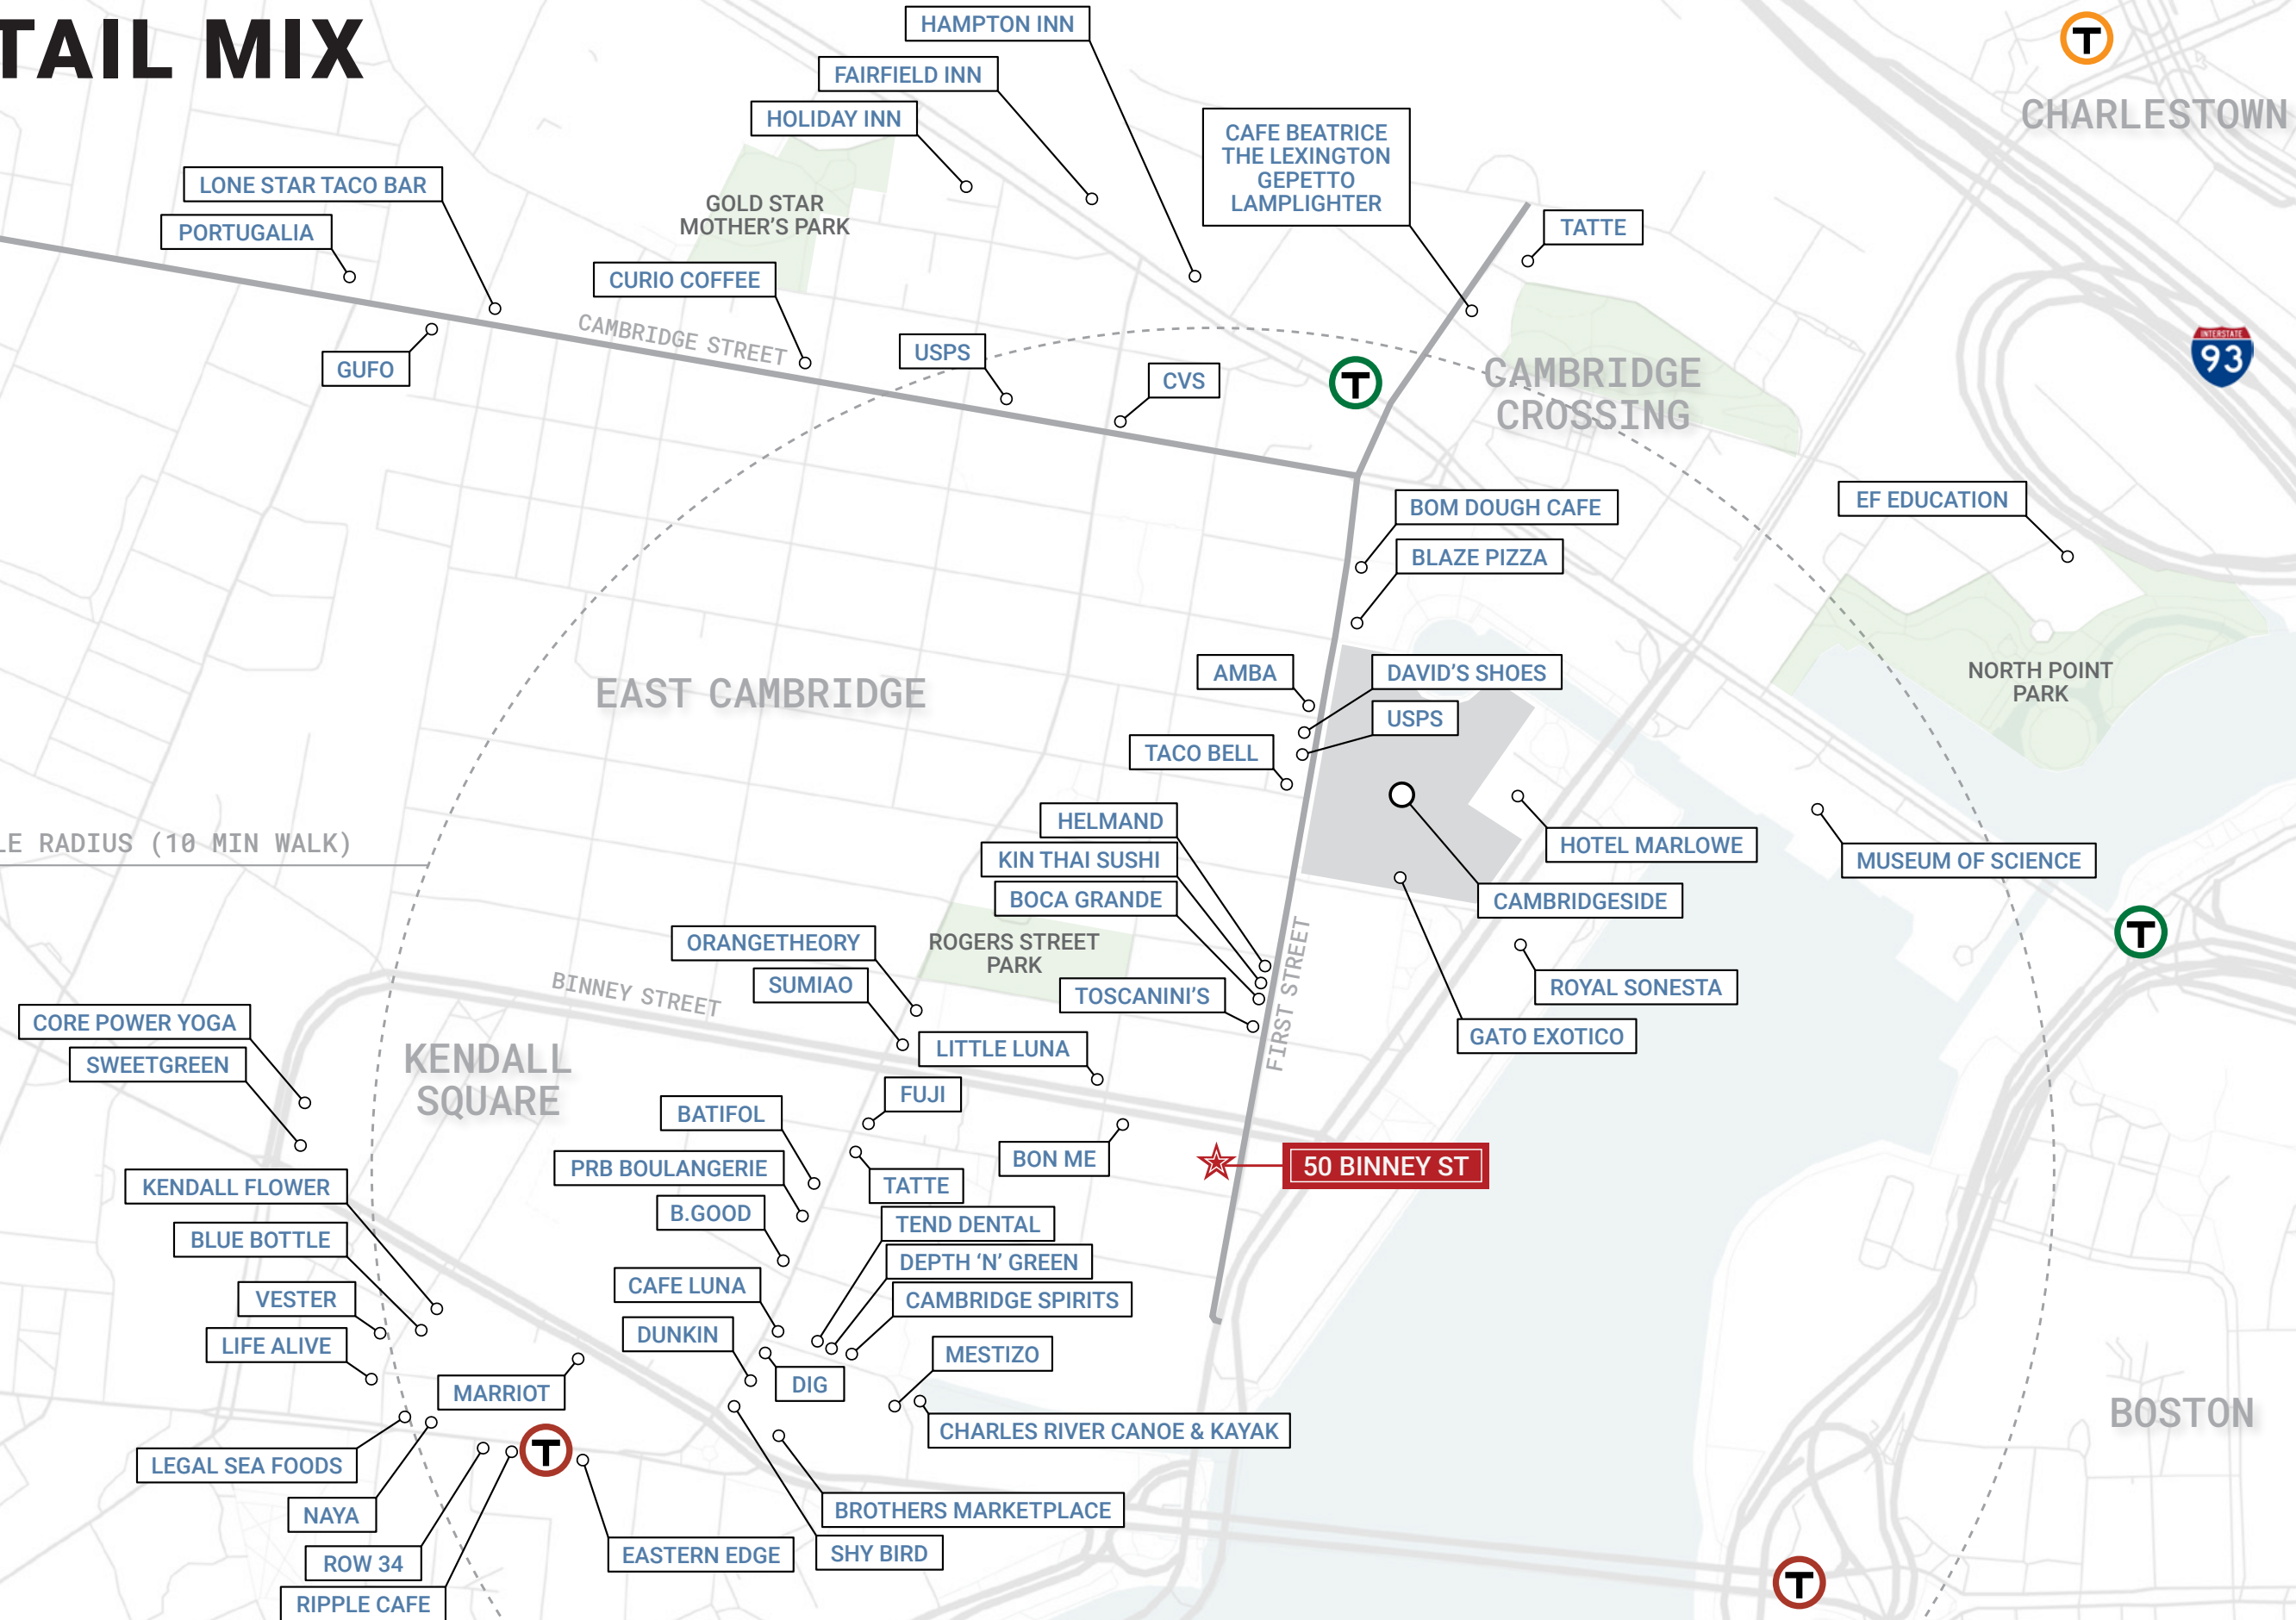 TAIL MIX
HAMPTON INN
FAIRFIELD INN
HOLIDAY INN
CAFE BEATRICE
THE LEXINGTON
GEPETTO
LAMPLIGHTER
T
CHARLESTOWN
LONE STAR TACO BAR
PORTUGALIA
GOLD STAR
MOTHER'S PARK
TATTE
CURIO COFFEE
CAMBRIDGE STREET
GUFO
USPS
CVS
T
CAMBRIDGE
CROSSING
INTERSTATE
93
BOM DOUGH CAFE
BLAZE PIZZA
EF EDUCATION
EAST CAMBRIDGE
AMBA
DAVID'S SHOES
USPS
TACO BELL
NORTH POINT
PARK
LE RADIUS (10 MIN WALK)
HELMAND
KIN THAI SUSHI
BOCA GRANDE
HOTEL MARLOWE
MUSEUM OF SCIENCE
CAMBRIDGESIDE
ORANGETHEORY
SUMIAO
ROGERS STREET
PARK
TOSCANINI'S
FIRST STREET
ROYAL SONESTA
GATO EXOTICO
T
BINNEY STREET
CORE POWER YOGA
SWEETGREEN
KENDALL
SQUARE
LITTLE LUNA
FUJI
BATIFOL
PRB BOULANGERIE
B.GOOD
TATTE
BON ME
50 BINNEY ST
KENDALL FLOWER
BLUE BOTTLE
VESTER
LIFE ALIVE
TEND DENTAL
DEPTH ‘N’ GREEN
CAMBRIDGE SPIRITS
CAFE LUNA
DUNKIN
DIG
MESTIZO
MARRIOT
CHARLES RIVER CANOE & KAYAK
BOSTON
LEGAL SEA FOODS
T
NAYA
ROW 34
RIPPLE CAFE
EASTERN EDGE
BROTHERS MARKETPLACE
SHY BIRD
T